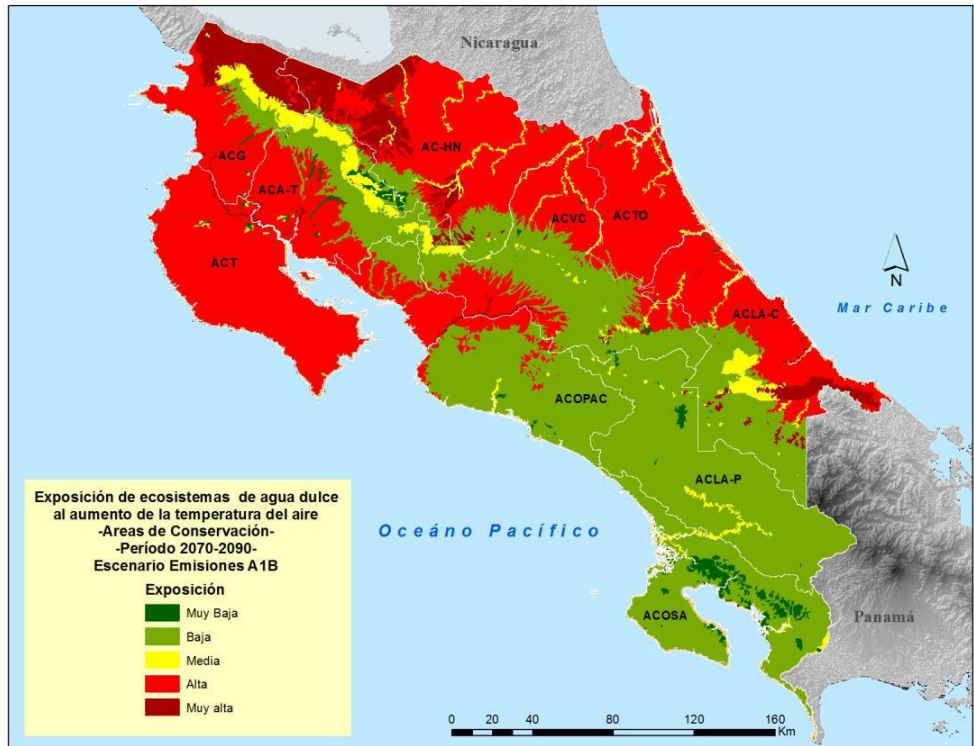 Nicaragua
ACG
AC-HN
ACA-T
ACVC
ACTO
ACT
N
Mar Caribe
ACLA-C
ACOPAC
ACLA-P
Exposición de ecosistemas de agua dulce
al aumento de la temperatura del aire
-Areas de Conservación-
-Período 2070-2090-
Escenario Emisiones A1B
Exposición
Muy Baja
Baja
Media
Alta
Muy alta
Oceáno Pacífico
ACOSA
Panamá
0 20 40 80 120 160
Km